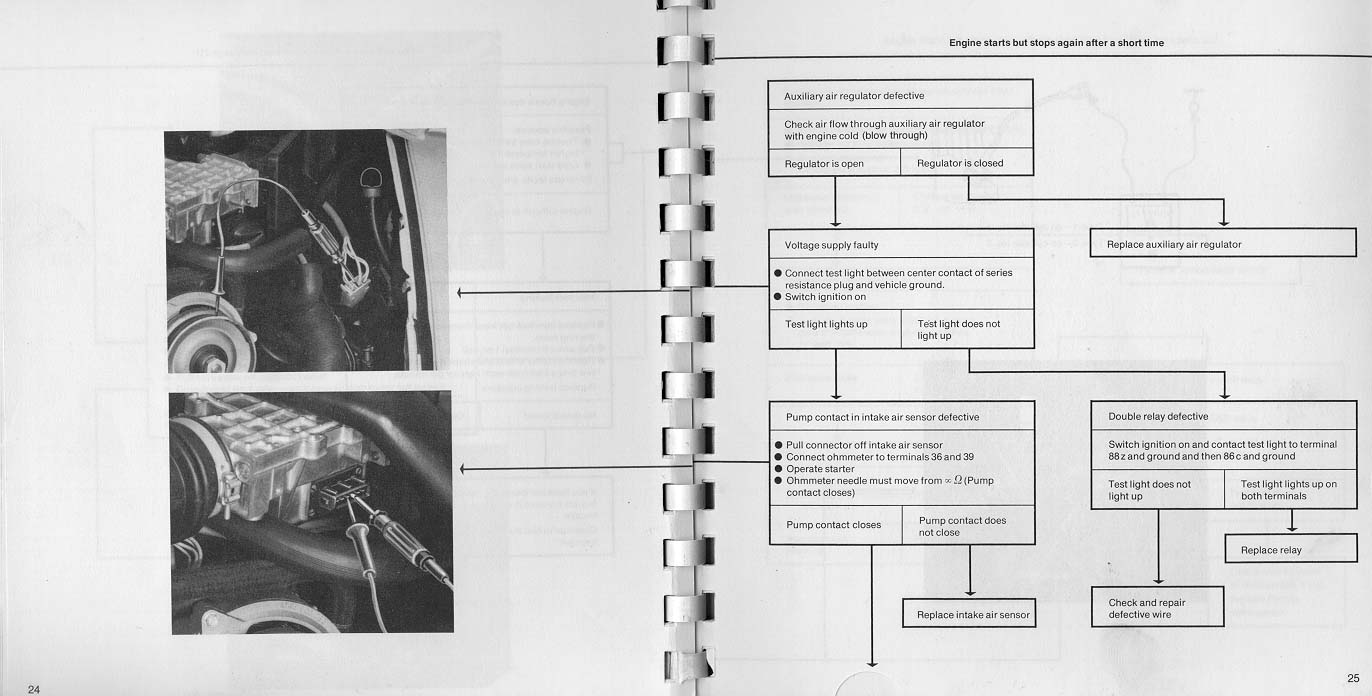 24
Engine starts but stops again after a short time
Auxiliary air regulator defective
Check air flow through auxiliary air regulator
with engine cold (blow through)
Regulator is open
Regulator is closed
Replace auxiliary air regulator
Voltage supply faulty
● Connect test light between center contact of series
resistance plug and vehicle ground.
● Switch ignition on
Test light lights up
Test light does not
light up
Pump contact in intake air sensor defective
● Pull connector off intake air sensor
● Connect ohmmeter to terminals 36 and 39
● Operate starter
● Ohmmeter needle must move from ∞ Ω (Pump
contact closes)
Pump contact closes
Pump contact does
not close
Replace intake air sensor
Double relay defective
Switch ignition on and contact test light to terminal
88 z and ground and then 86 c and ground
Test light does not
light up
Test light lights up on
both terminals
Replace relay
Check and repair
defective wire
25